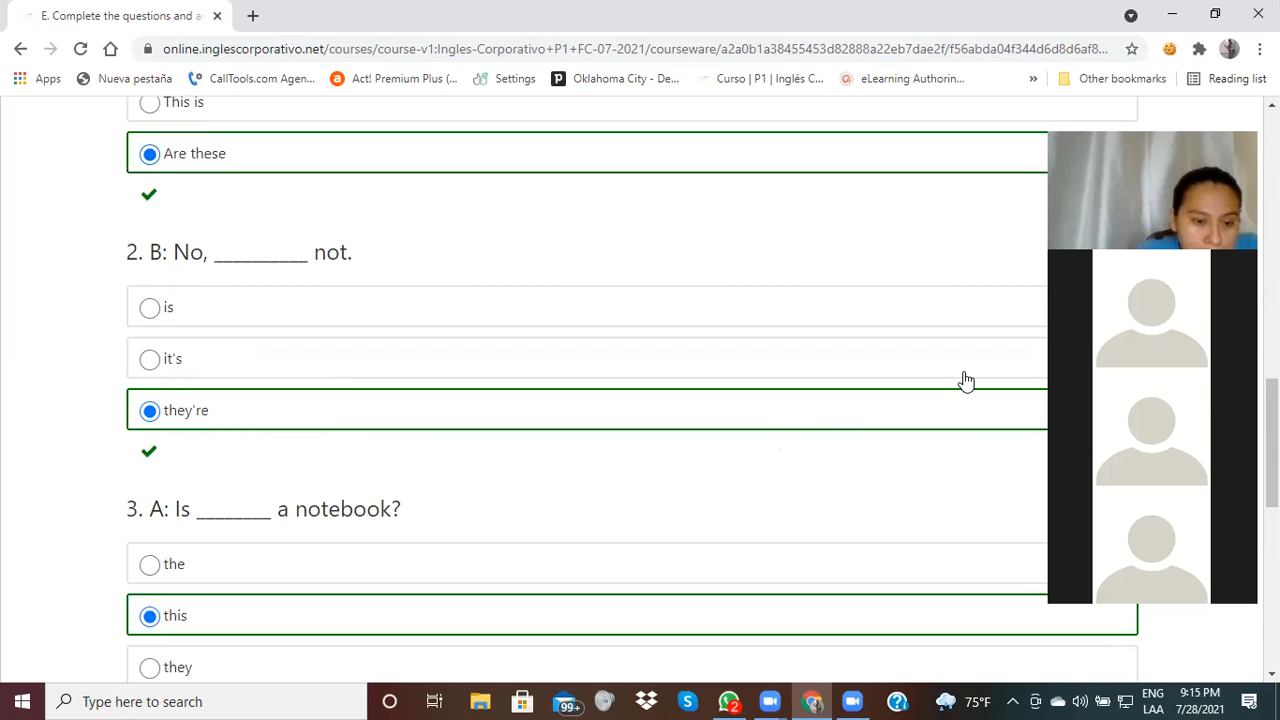 E. Complete the questions and a
online.inglescorporativo.net/courses/course-v1:Ingles-Corporativo+P1+FC-07-2021/courseware/a2a0b1a38455453d82888a22eb7dae2f/f56abda04f344d6d8d6af8...
Apps
Nueva pestaña
CallTools.com Agen...
Act! Premium Plus (...
Settings
Oklahoma City - De...
Curso | P1 | Inglés C...
eLearning Authorin...
»
Other bookmarks
Reading list
This is
Are these
2. B: No, __________ not.
is
it's
they're
3. A: Is ________ a notebook?
the
this
they
Type here to search
99+
2
75°F
ENG
LAA
9:15 PM
7/28/2021